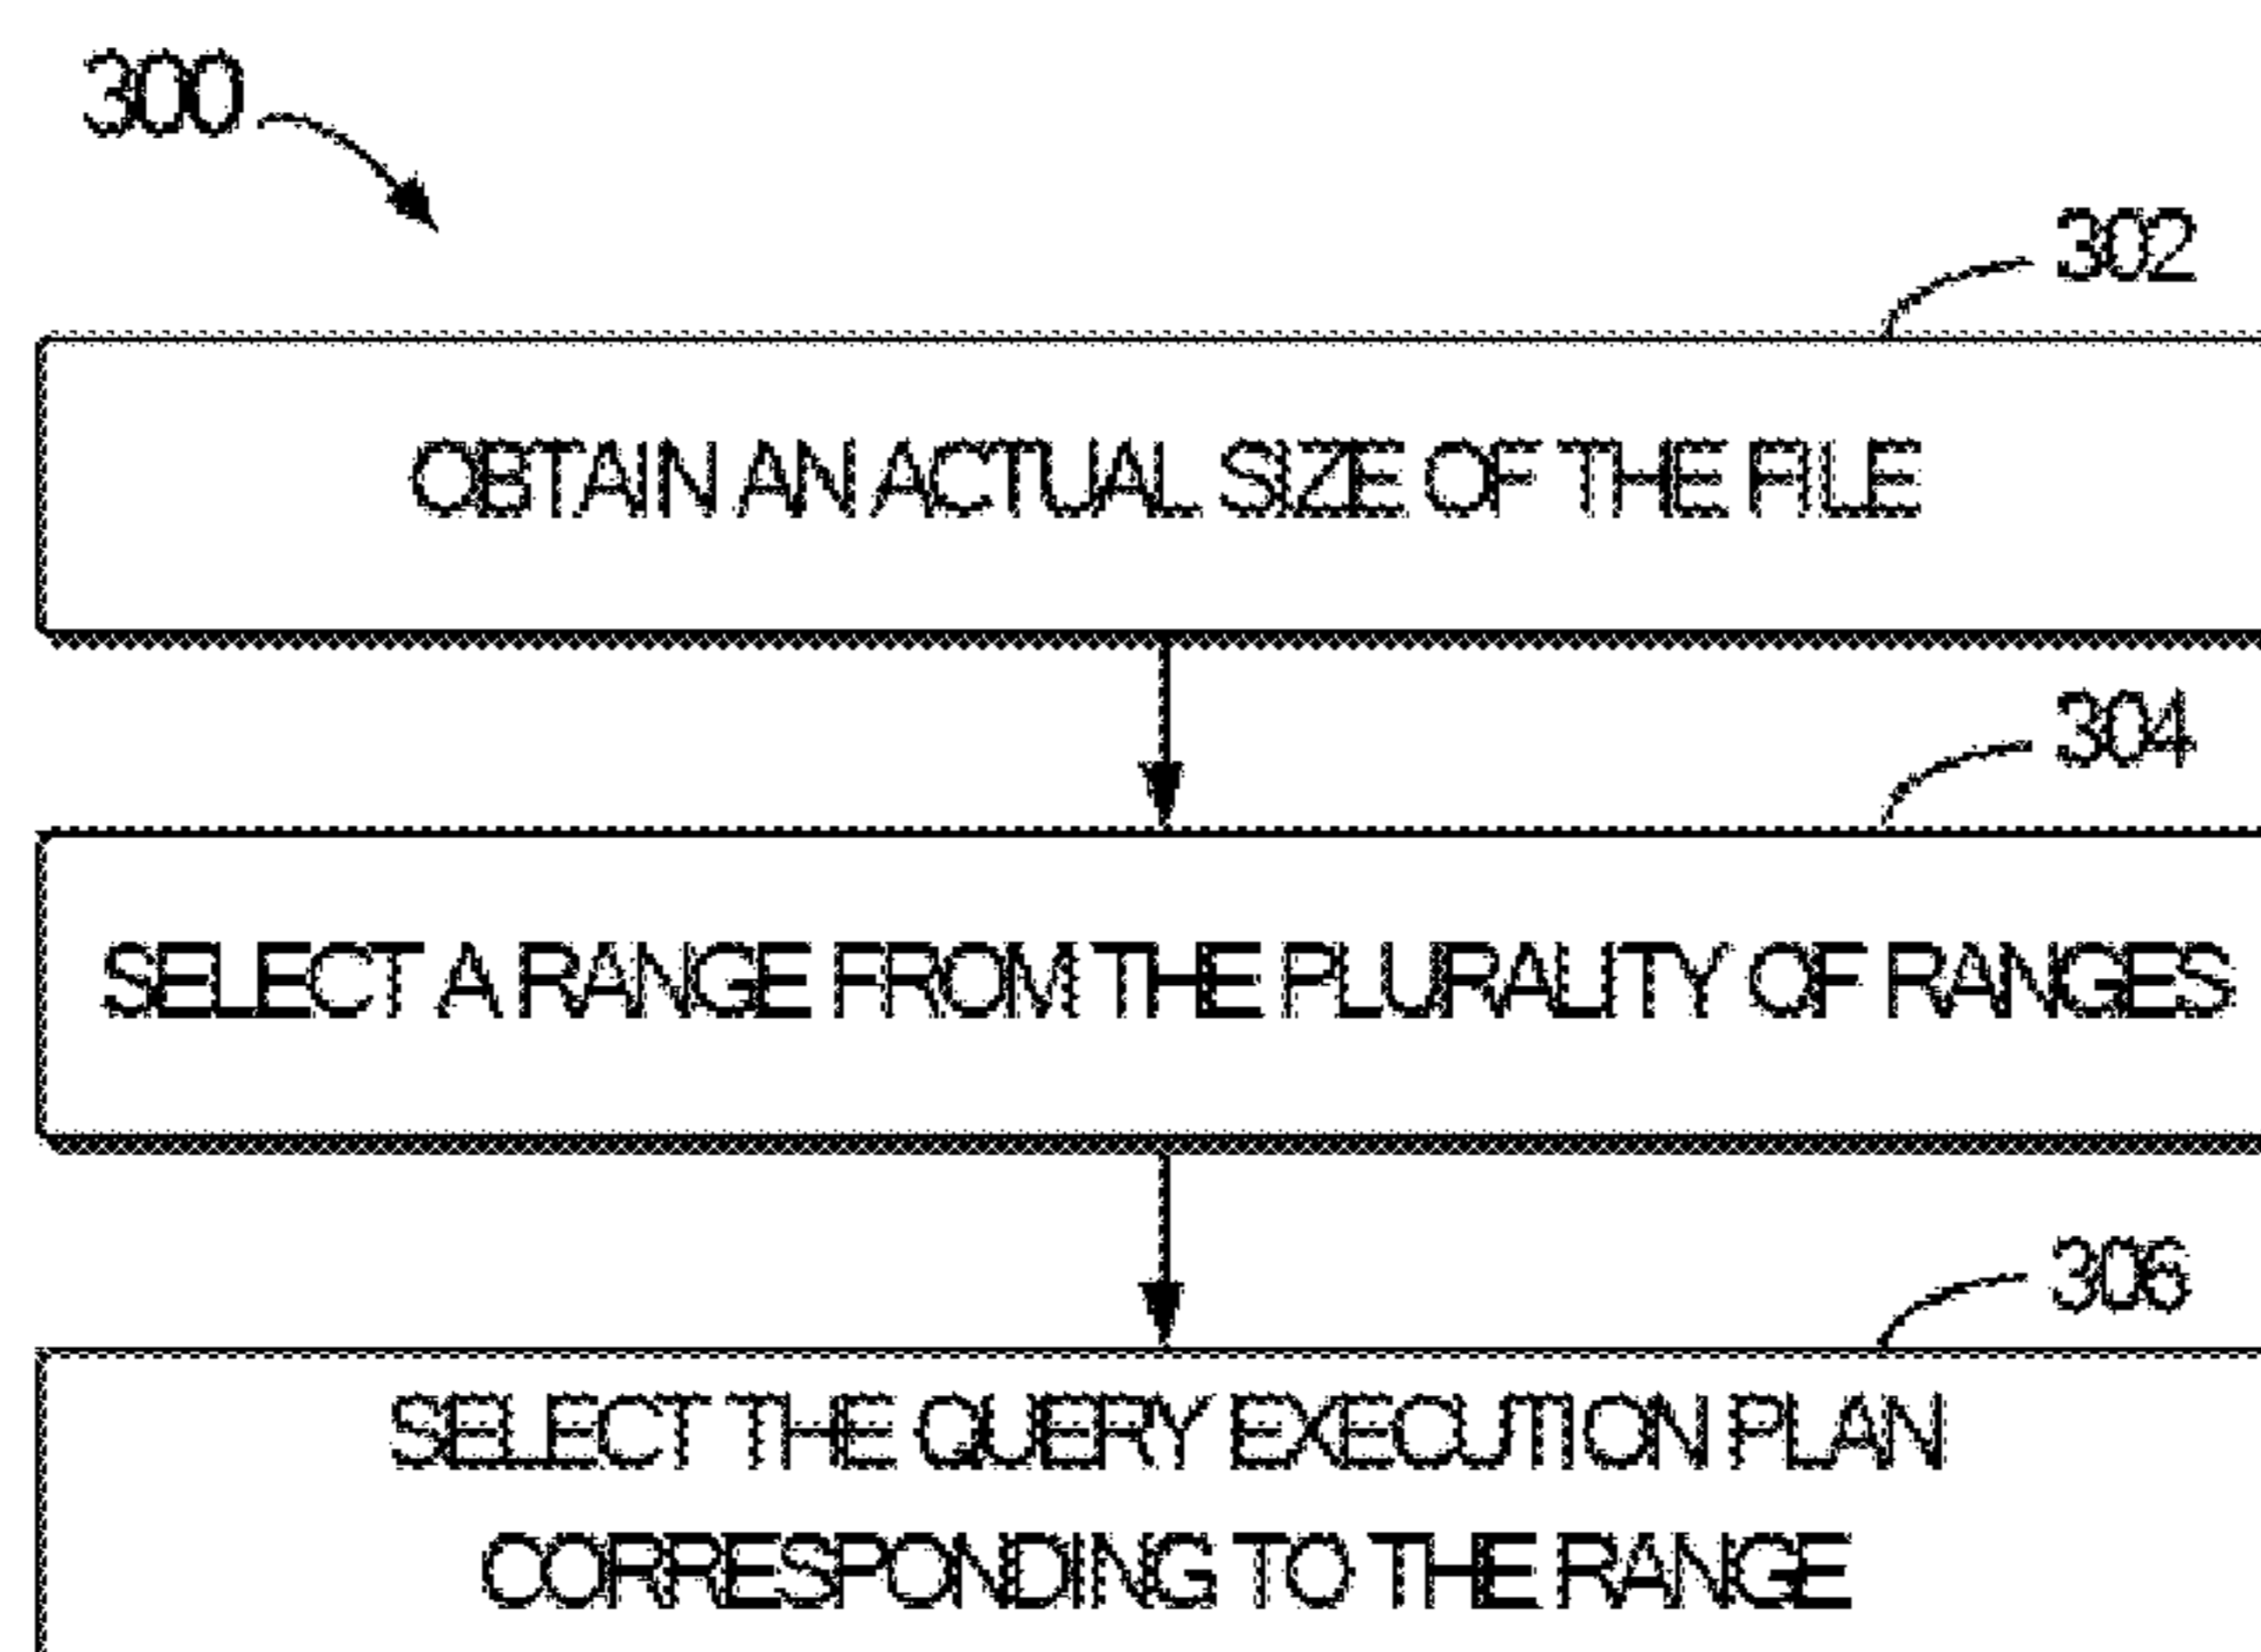 300
302
OBTAIN AN ACTUAL SIZE OF THE FILE
304
SELECT A RANGE FROM THE PLURALITY OF RANGES
306
SELECT THE QUERY EXECUTION PLAN
CORRESPONDING TO THE RANGE